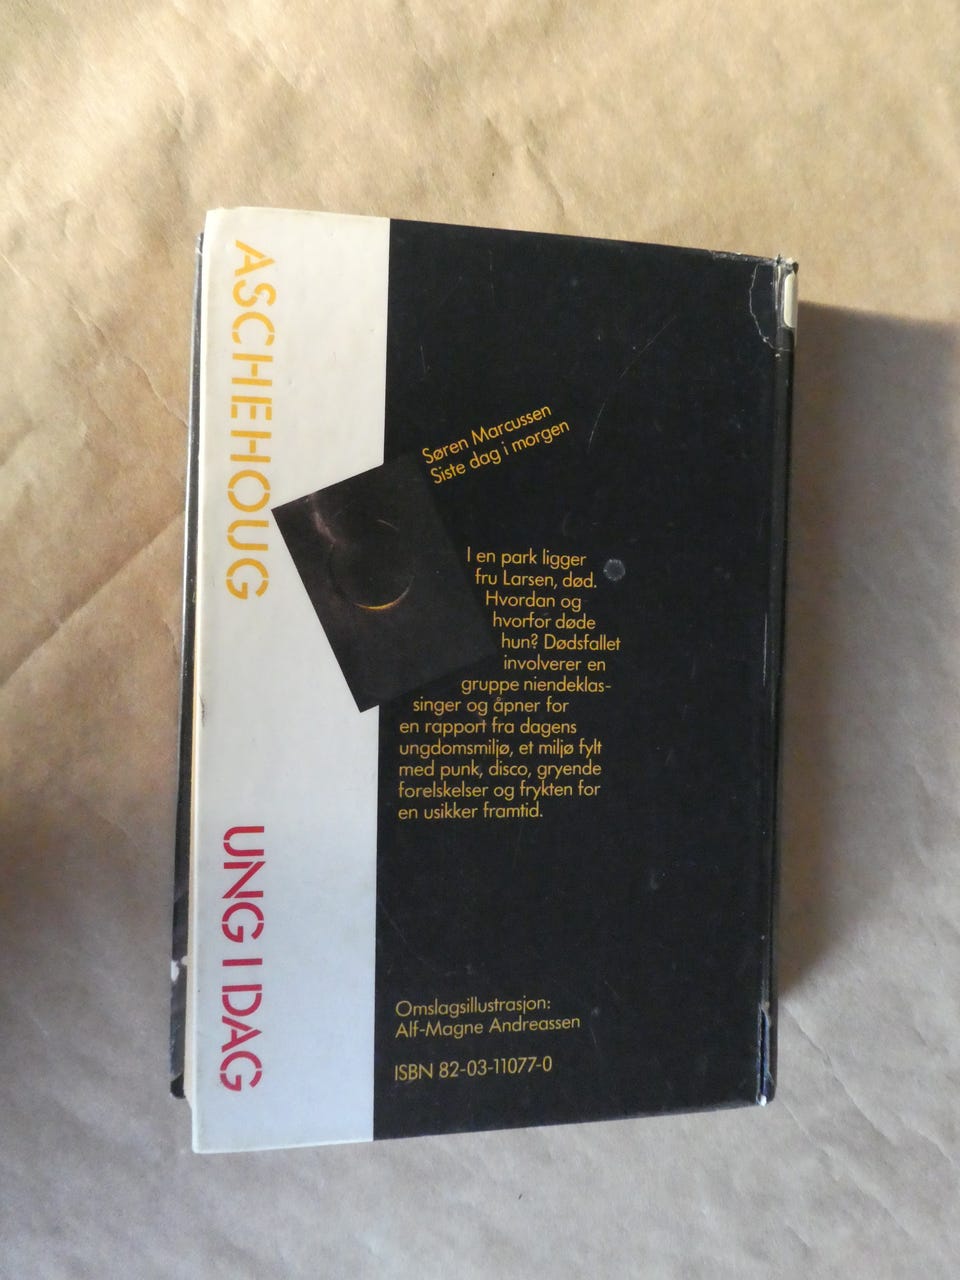 ASCHEHOUG
UNG I DAG
Søren Marcussen
Siste dag i morgen
I en park ligger
fru Larsen, død.
Hvordan og
hvorfor døde
hun? Dødsfallet
involverer en
gruppe niendeklas-
singer og åpner for
en rapport fra dagens
ungdomsmiljø, et miljø fylt
med punk, disco, gryende
forelskelser og frykten for
en usikker framtid.
Omslagsillustrasjon:
Alf-Magne Andreassen
ISBN 82-03-11077-0